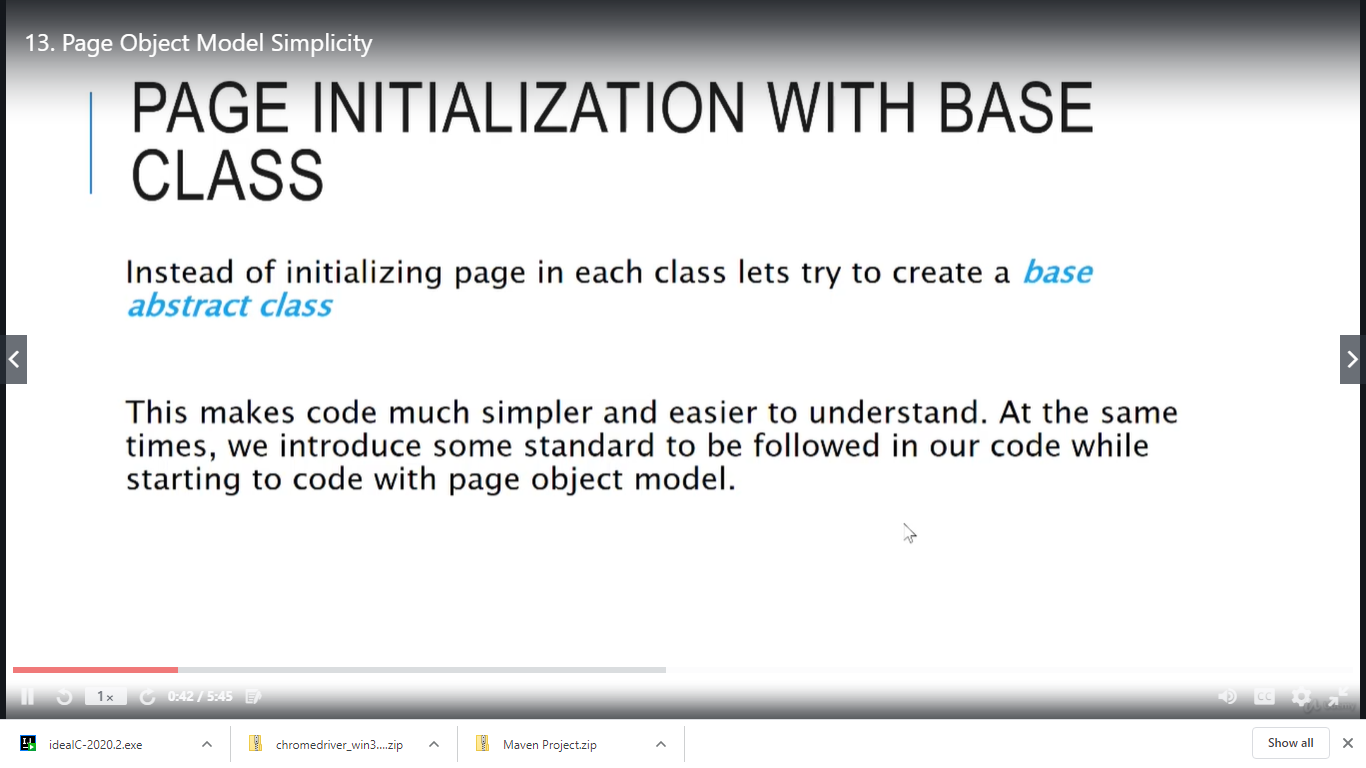 13. Page Object Model Simplicity
PAGE INITIALIZATION WITH BASE
CLASS
Instead of initializing page in each class lets try to create a base
abstract class
This makes code much simpler and easier to understand. At the same
times, we introduce some standard to be followed in our code while
starting to code with page object model.
1x
0:42 / 5:45
CC
idealC-2020.2.exe
chromedriver_win3....zip
Maven Project.zip
Show all